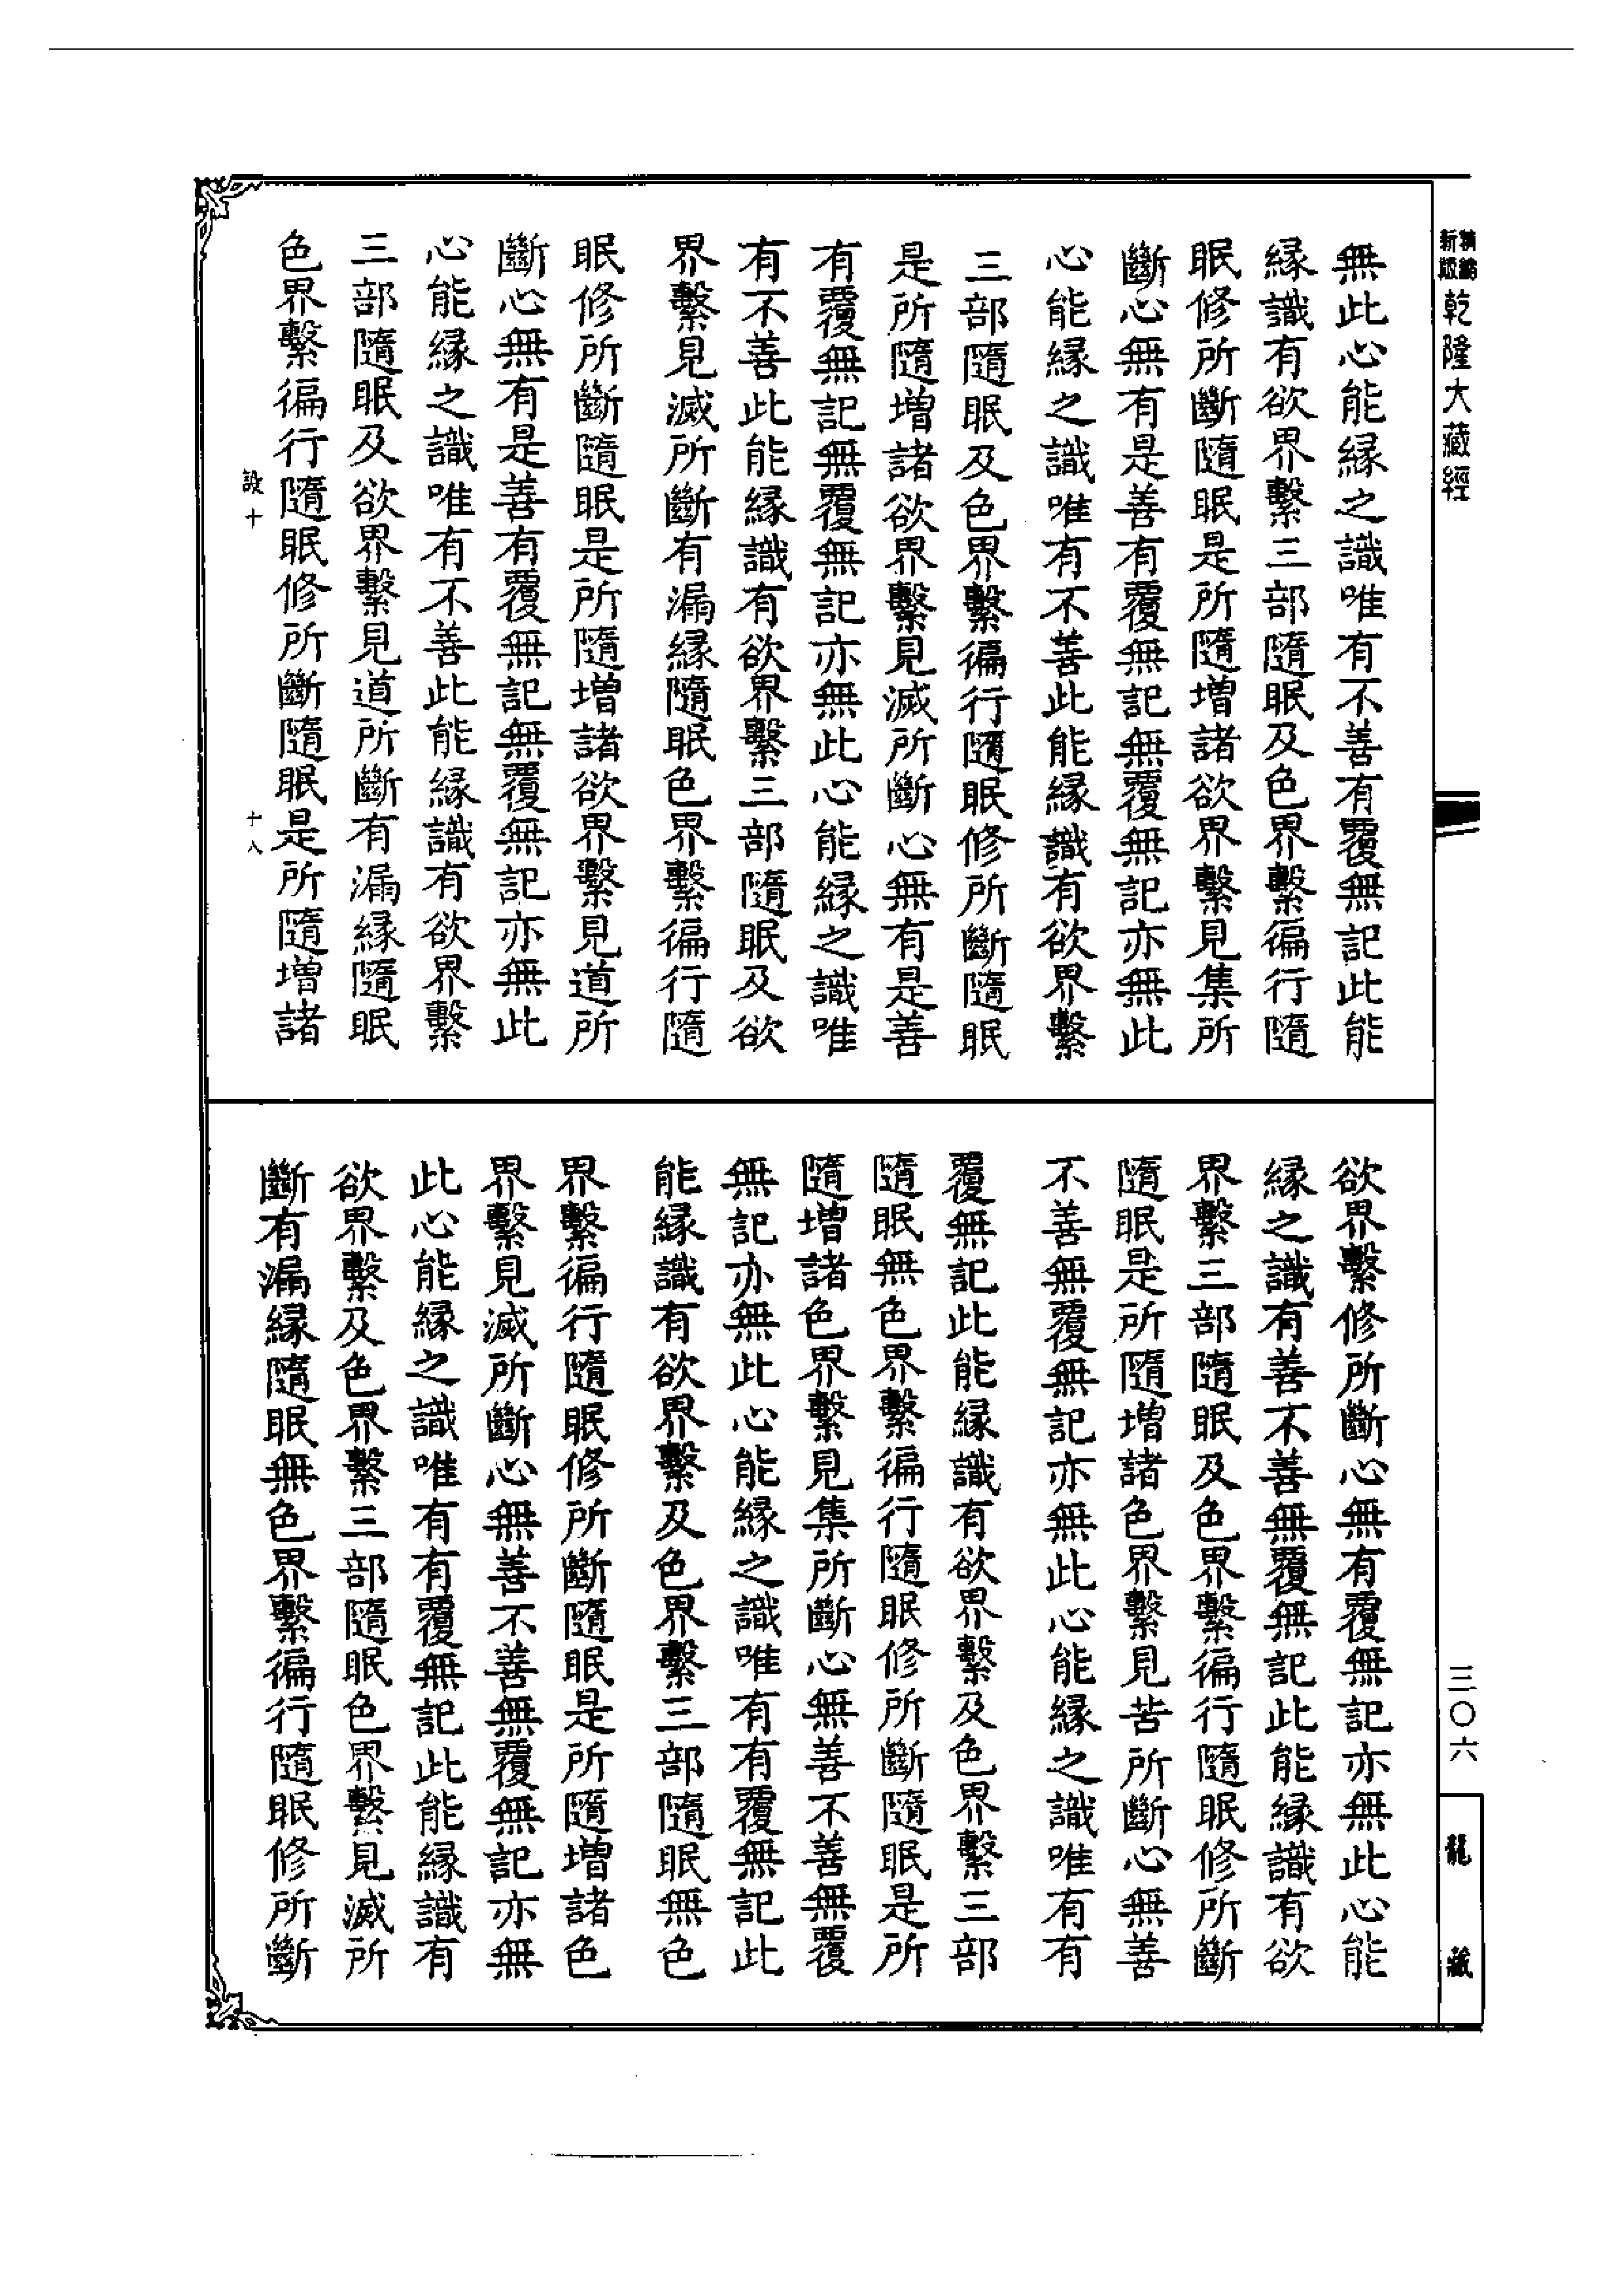 新編縮版乾隆大藏經
無此心能縁之識唯有不善有覆無記此能
縁識有欲界繫三部隨眠及色界繫徧行隨
眠修所斷隨眠是所隨增諸欲界繫見集所
斷心無有是善有覆無記無覆無記亦無此
心能縁之識唯有不善此能縁識有欲界繫
三部隨眠及色界繫徧行隨眠修所斷隨眠
是所隨增諸欲界繫見滅所斷心無有是善
有覆無記無覆無記亦無此心能縁之識唯
有不善此能縁識有欲界繫三部隨眠及欲
界繫見滅所斷有漏縁隨眠色界繫徧行隨
眠修所斷隨眠是所隨增諸欲界繫見道所
斷心無有是善有覆無記無覆無記亦無此
心能縁之識唯有不善此能縁識有欲界繫
三部隨眠及欲界繫見道所斷有漏縁隨眠
色界繫徧行隨眠修所斷隨眠是所隨增諸
設十
十八
欲界繫修所斷心無有覆無記亦無此心能
縁之識有善不善無覆無記此能縁識有欲
界繫三部隨眠及色界繫徧行隨眠修所斷
隨眠是所隨增諸色界繫見苦所斷心無善
不善無覆無記亦無此心能縁之識唯有有
覆無記此能縁識有欲界繫及色界繫三部
隨眠無色界繫徧行隨眠修所斷隨眠是所
隨增諸色界繫見集所斷心無善不善無覆
無記亦無此心能縁之識唯有有覆無記此
能縁識有欲界繫及色界繫三部隨眠無色
界繫徧行隨眠修所斷隨眠是所隨增諸色
界繫見滅所斷心無善不善無覆無記亦無
此心能縁之識唯有有覆無記此能縁識有
欲界繫及色界繫三部隨眠色界繫見滅所
斷有漏縁隨眠無色界繫徧行隨眠修所斷
三〇六
龍藏